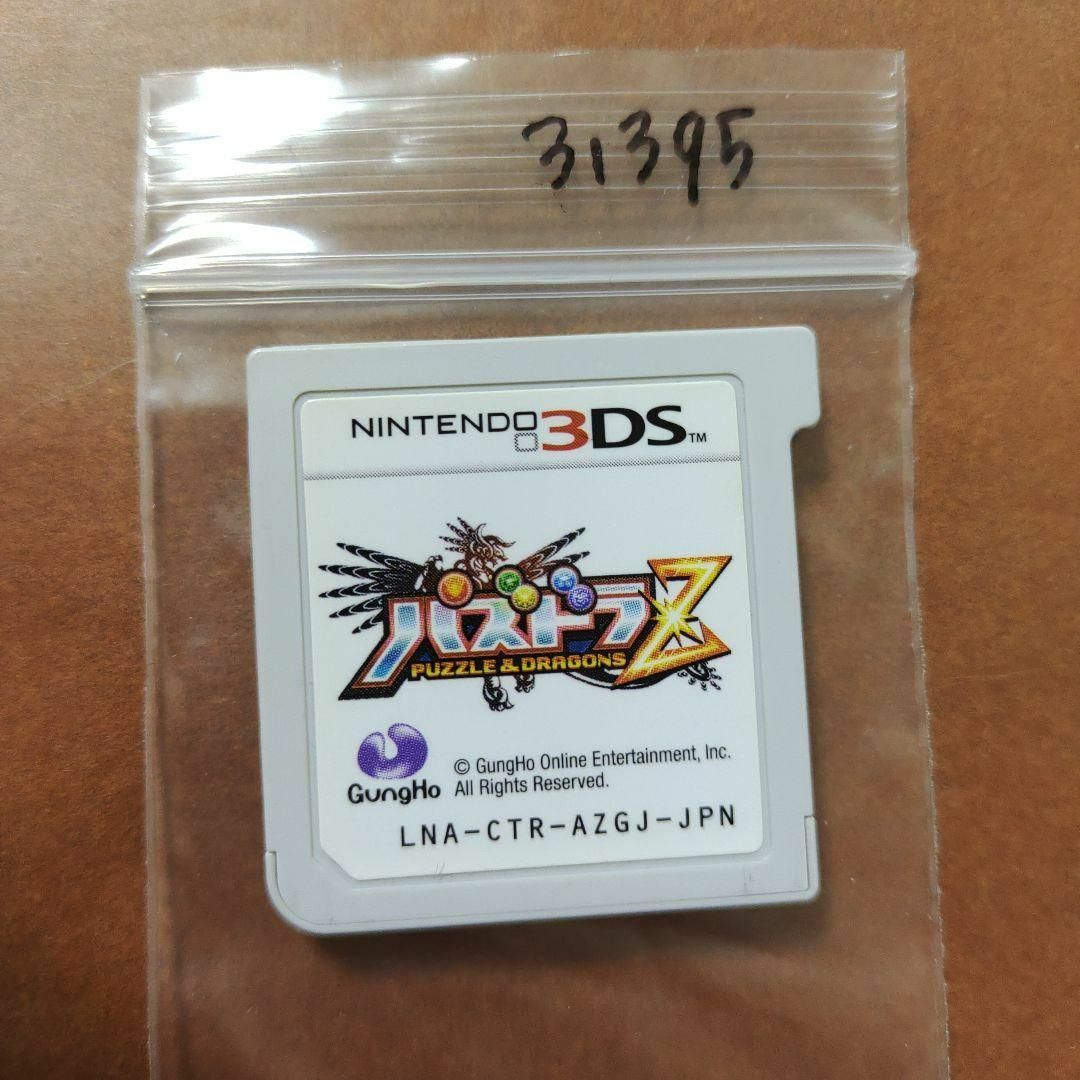 31395
NINTENDO 3DS™
パズドラZ
PUZZLE & DRAGONS
GungHo
© GungHo Online Entertainment, Inc.
All Rights Reserved.
LNA-CTR-AZGJ-JPN